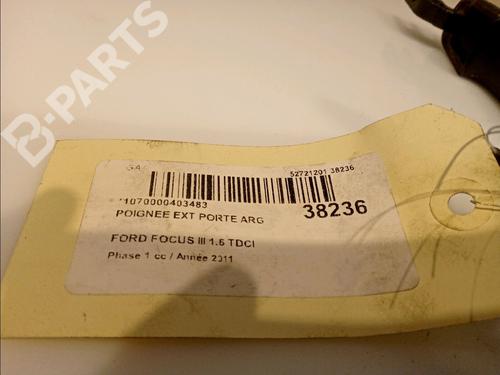 B-PARTS
52721201 38236
*1070000403483
38236
POIGNEE EXT PORTE ARG
FORD FOCUS III 1.6 TDCI
Phase 1 cc / Année 2011